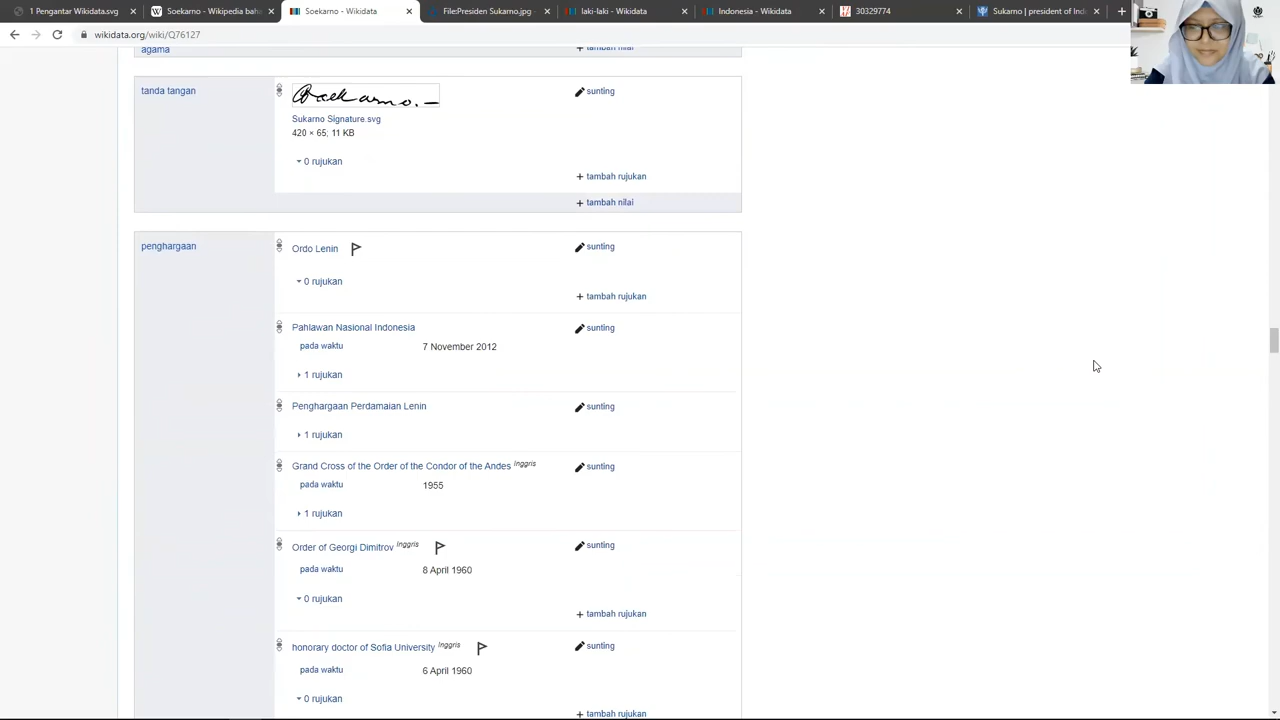 1 Pengantar Wikidata.svg
Soekarno - Wikipedia baha
Soekarno - Wikidata
File:Presiden Sukarno.jpg -
laki-laki - Wikidata
Indonesia - Wikidata
30329774
Sukarno | president of Ind
wikidata.org/wiki/Q76127
agama
+ tambah nilai
tanda tangan
Soekarno.
sunting
Sukarno Signature.svg
420 × 65; 11 KB
0 rujukan
+ tambah rujukan
+ tambah nilai
penghargaan
Ordo Lenin
sunting
0 rujukan
+ tambah rujukan
Pahlawan Nasional Indonesia
sunting
pada waktu 7 November 2012
1 rujukan
Penghargaan Perdamaian Lenin
sunting
1 rujukan
Grand Cross of the Order of the Condor of the Andes Inggris
sunting
pada waktu 1955
1 rujukan
Order of Georgi Dimitrov Inggris
sunting
pada waktu 8 April 1960
0 rujukan
+ tambah rujukan
honorary doctor of Sofia University Inggris
sunting
pada waktu 6 April 1960
0 rujukan
+ tambah rujukan